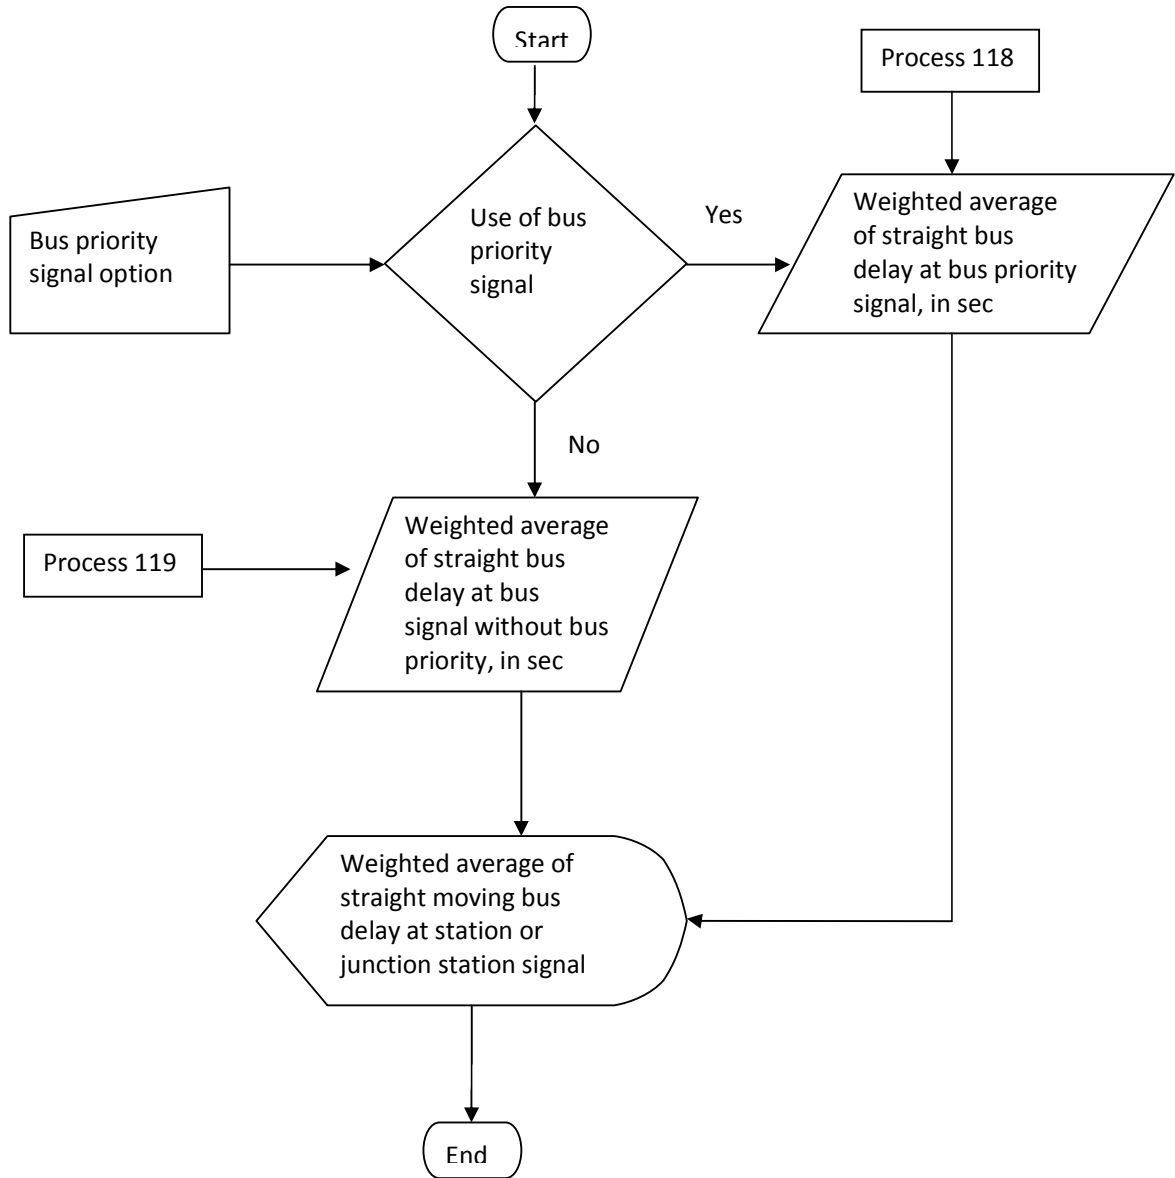 Start
Process 118
Use of bus
priority
signal
Yes
Weighted average
of straight bus
delay at bus priority
signal, in sec
Bus priority
signal option
No
Process 119
Weighted average
of straight bus
delay at bus
signal without bus
priority, in sec
Weighted average of
straight moving bus
delay at station or
junction station signal
End